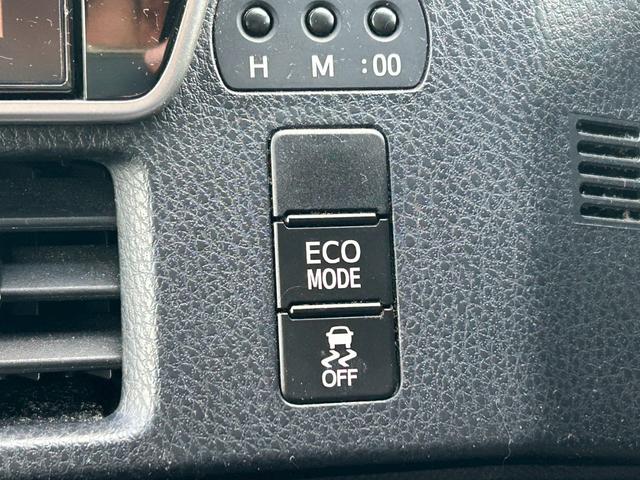 H M :00
ECO
MODE
OFF